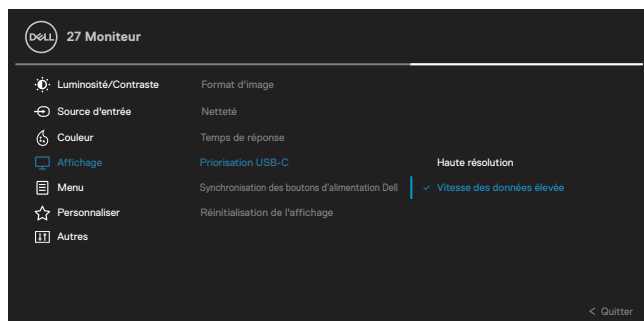 DELL 27 Moniteur
Luminosité/Contraste Format d'image
Source d'entrée Netteté
Couleur Temps de réponse
Affichage Priorisation USB-C Haute résolution
Menu Synchronisation des boutons d'alimentation Dell Vitesse des données élevée
Personnaliser Réinitialisation de l'affichage
Autres
< Quitter